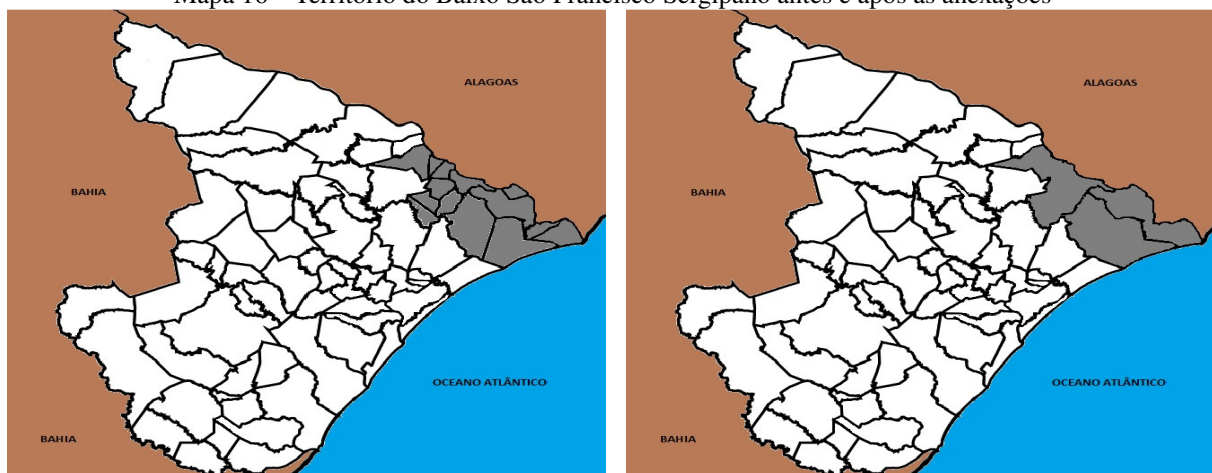 Mapa 16 – Território do Baixo São Francisco Sergipano antes e após as anexações
ALAGOAS
BAHIA
OCEANO ATLÂNTICO
BAHIA
ALAGOAS
BAHIA
OCEANO ATLÂNTICO
BAHIA